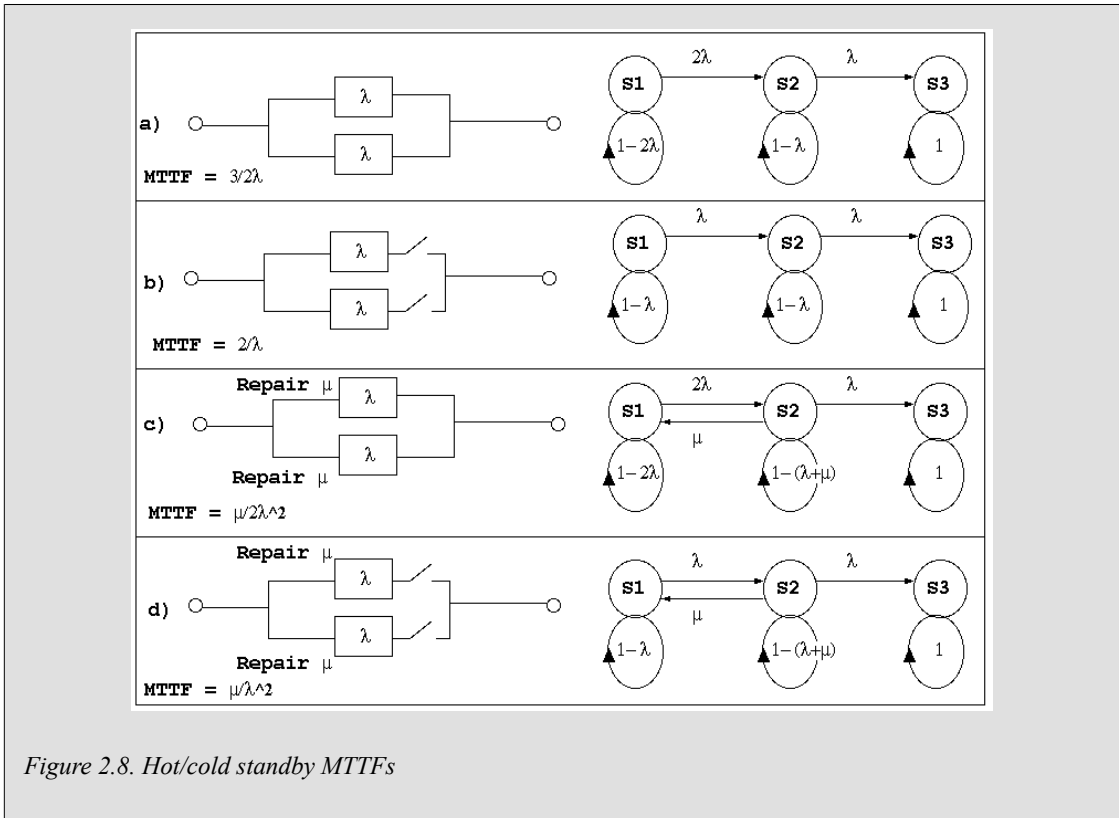 2λ λ
S1 S2 S3
λ
a)
1-2λ 1-λ 1
λ
MTTF = 3/2λ
λ λ
S1 S2 S3
λ
b)
1-λ 1-λ 1
λ
MTTF = 2/λ
Repair μ
2λ λ
λ
S1 S2 S3
c)
μ
λ
Repair μ
1-2λ 1-(λ+μ) 1
MTTF = μ/2λ^2
Repair μ
λ λ
λ
S1 S2 S3
d)
μ
λ
1-λ 1-(λ+μ) 1
Repair μ
MTTF = μ/λ^2
Figure 2.8. Hot/cold standby MTTFs